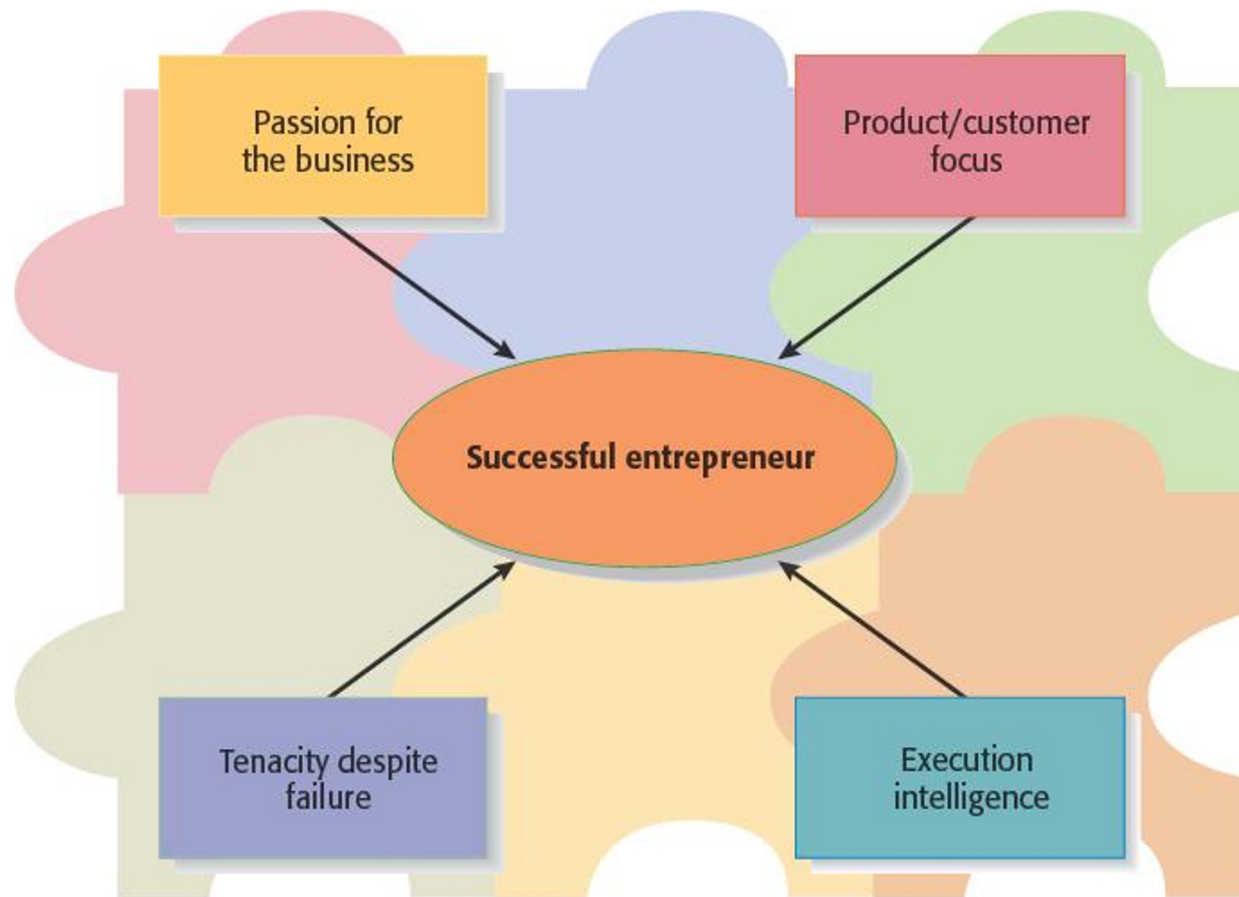 Passion for
the business
Product/customer
focus
Successful entrepreneur
Tenacity despite
failure
Execution
intelligence